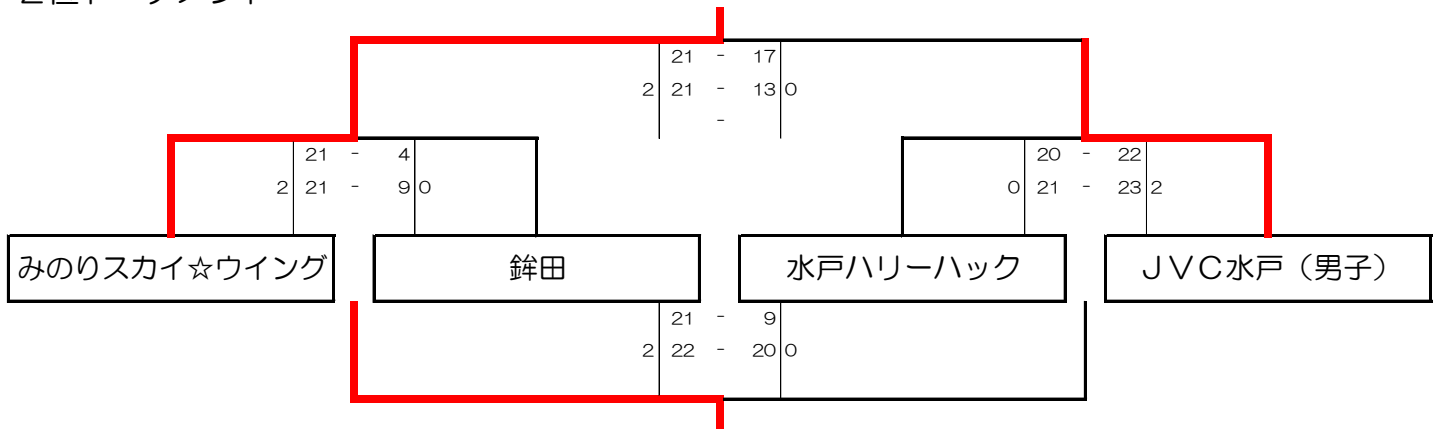 21 - 17
2 21 - 13 0
-
21 - 4
2 21 - 9 0
20 - 22
0 21 - 23 2
みのりスカイ☆ウイング
鉾田
水戸ハリーハック
JVC水戸（男子）
21 - 9
2 22 - 20 0